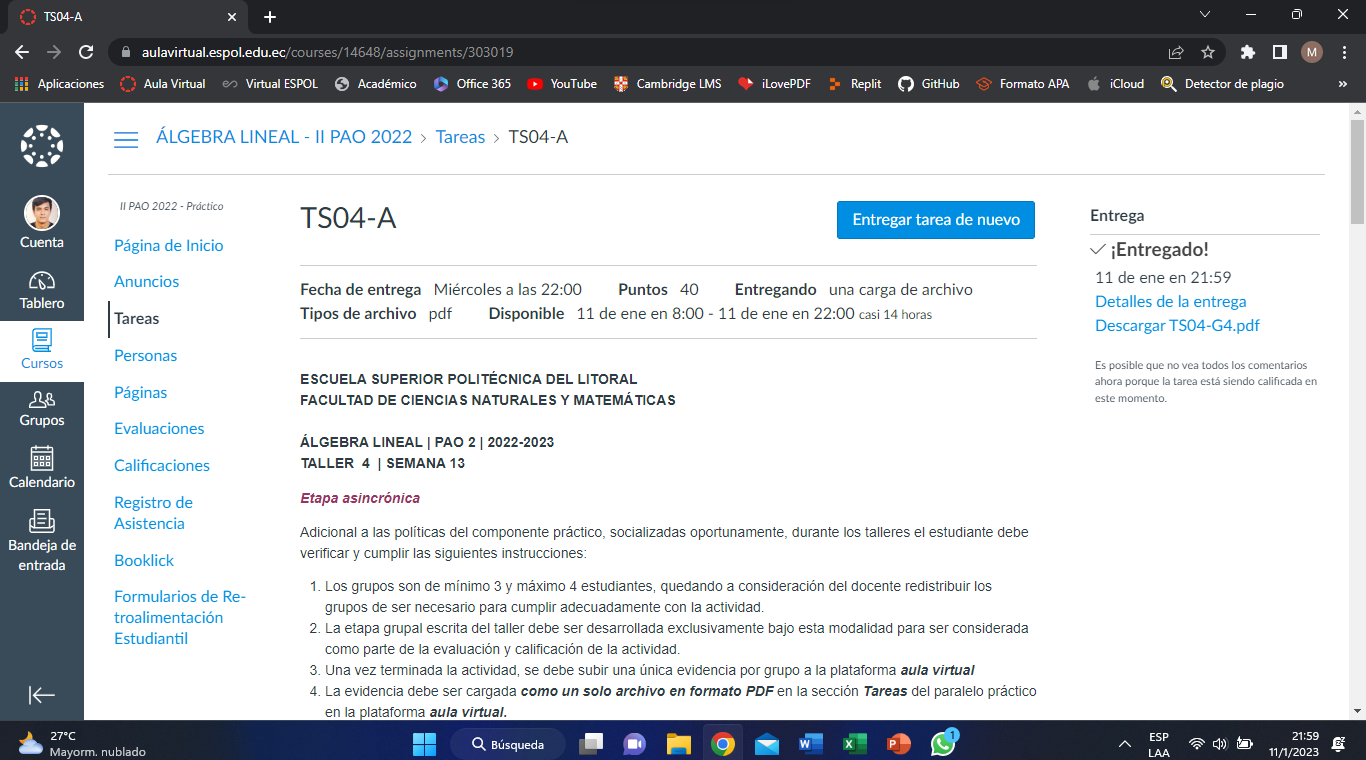 TS04-A
aulavirtual.espol.edu.ec/courses/14648/assignments/303019
M
Aplicaciones
Aula Virtual
Virtual ESPOL
Académico
Office 365
YouTube
Cambridge LMS
iLovePDF
Replit
GitHub
Formato APA
iCloud
Detector de plagio
»
Cuenta
Tablero
Cursos
Grupos
Calendario
Bandeja de
entrada
ÁLGEBRA LINEAL - II PAO 2022 > Tareas > TS04-A
II PAO 2022 - Práctico
Página de Inicio
Anuncios
Tareas
Personas
Páginas
Evaluaciones
Calificaciones
Registro de
Asistencia
Booklick
Formularios de Re-
troalimentación
Estudiantil
TS04-A
Entregar tarea de nuevo
Fecha de entrega Miércoles a las 22:00 Puntos 40 Entregando una carga de archivo
Tipos de archivo pdf Disponible 11 de ene en 8:00 - 11 de ene en 22:00 casi 14 horas
ESCUELA SUPERIOR POLITÉCNICA DEL LITORAL
FACULTAD DE CIENCIAS NATURALES Y MATEMÁTICAS
ÁLGEBRA LINEAL | PAO 2 | 2022-2023
TALLER 4 | SEMANA 13
Etapa asincrónica
Adicional a las políticas del componente práctico, socializadas oportunamente, durante los talleres el estudiante debe
verificar y cumplir las siguientes instrucciones:
1. Los grupos son de mínimo 3 y máximo 4 estudiantes, quedando a consideración del docente redistribuir los
grupos de ser necesario para cumplir adecuadamente con la actividad.
2. La etapa grupal escrita del taller debe ser desarrollada exclusivamente bajo esta modalidad para ser considerada
como parte de la evaluación y calificación de la actividad.
3. Una vez terminada la actividad, se debe subir una única evidencia por grupo a la plataforma aula virtual
4. La evidencia debe ser cargada como un solo archivo en formato PDF en la sección Tareas del paralelo práctico
en la plataforma aula virtual.
Entrega
¡Entregado!
11 de ene en 21:59
Detalles de la entrega
Descargar TS04-G4.pdf
Es posible que no vea todos los comentarios
ahora porque la tarea está siendo calificada en
este momento.
27°C
Mayorm. nublado
Búsqueda
1
ESP
LAA
21:59
11/1/2023